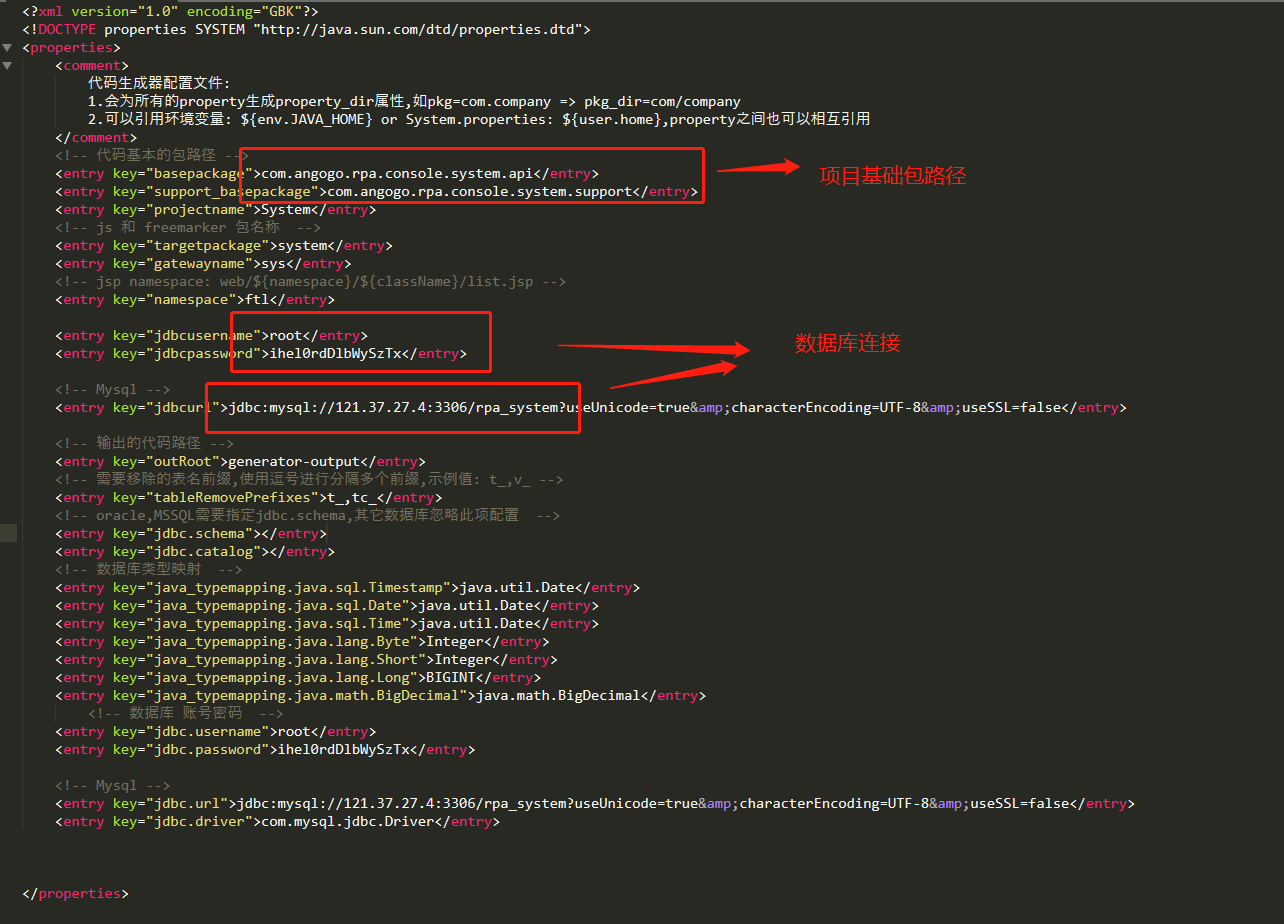 <?xml version="1.0" encoding="GBK"?>
<!DOCTYPE properties SYSTEM "http://java.sun.com/dtd/properties.dtd">
<properties>
<comment>
代码生成器配置文件:
1.会为所有的property生成property_dir属性,如pkg=com.company => pkg_dir=com/company
2.可以引用环境变量: ${env.JAVA_HOME} or System.properties: ${user.home},property之间也可以相互引用
</comment>
<!-- 代码基本的包路径 -->
<entry key="basepackage">com.angogo.rpa.console.system.api</entry>
项目基础包路径
<entry key="support_basepackage">com.angogo.rpa.console.system.support</entry>
<entry key="projectname">System</entry>
<!-- js 和 freemarker 包名称  -->
<entry key="targetpackage">system</entry>
<entry key="gatewayname">sys</entry>
<!-- jsp namespace: web/${namespace}/${className}/list.jsp -->
<entry key="namespace">ftl</entry>
<entry key="jdbcusername">root</entry>
数据库连接
<entry key="jdbcpassword">ihel0rdDlbWySzTx</entry>
<!-- Mysql -->
<entry key="jdbcurl">jdbc:mysql://121.37.27.4:3306/rpa_system?useUnicode=true&amp;characterEncoding=UTF-8&amp;useSSL=false</entry>
<!-- 输出的代码路径 -->
<entry key="outRoot">generator-output</entry>
<!-- 需要移除的表名前缀,使用逗号进行分隔多个前缀,示例值: t_,v_ -->
<entry key="tableRemovePrefixes">t_,tc_</entry>
<!-- oracle,MSSQL需要指定jdbc.schema,其它数据库忽略此项配置  -->
<entry key="jdbc.schema"></entry>
<entry key="jdbc.catalog"></entry>
<!-- 数据库类型映射  -->
<entry key="java_typemapping.java.sql.Timestamp">java.util.Date</entry>
<entry key="java_typemapping.java.sql.Date">java.util.Date</entry>
<entry key="java_typemapping.java.sql.Time">java.util.Date</entry>
<entry key="java_typemapping.java.lang.Byte">Integer</entry>
<entry key="java_typemapping.java.lang.Short">Integer</entry>
<entry key="java_typemapping.java.lang.Long">BIGINT</entry>
<entry key="java_typemapping.java.math.BigDecimal">java.math.BigDecimal</entry>
<!-- 数据库 账号密码  -->
<entry key="jdbc.username">root</entry>
<entry key="jdbc.password">ihel0rdDlbWySzTx</entry>
<!-- Mysql -->
<entry key="jdbc.url">jdbc:mysql://121.37.27.4:3306/rpa_system?useUnicode=true&amp;characterEncoding=UTF-8&amp;useSSL=false</entry>
<entry key="jdbc.driver">com.mysql.jdbc.Driver</entry>
</properties>